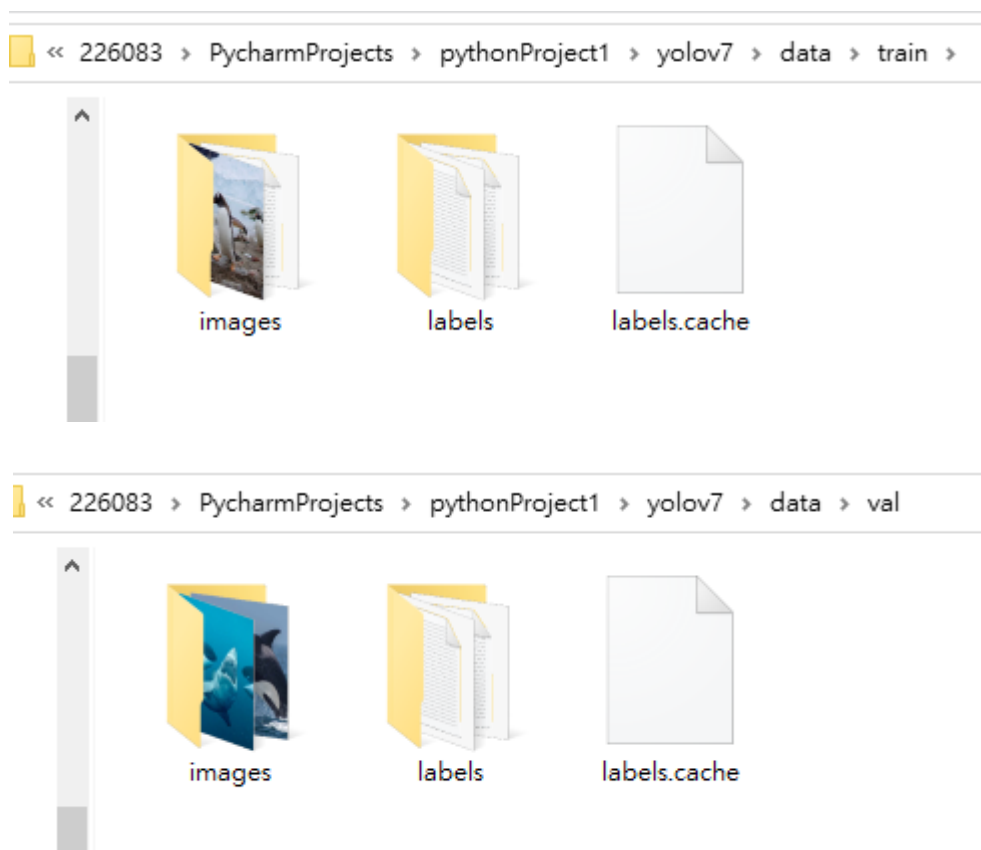 « 226083 > PycharmProjects > pythonProject1 > yolov7 > data > train >
images labels labels.cache
« 226083 > PycharmProjects > pythonProject1 > yolov7 > data > val
images labels labels.cache